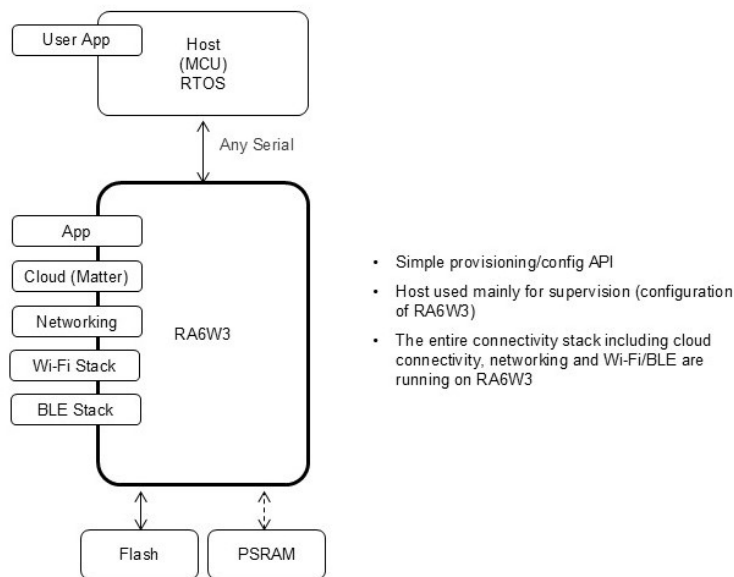 User App
Host
(MCU)
RTOS
Any Serial
App
Cloud (Matter)
Networking
Wi-Fi Stack
BLE Stack
RA6W3
• Simple provisioning/config API
• Host used mainly for supervision (configuration
of RA6W3)
• The entire connectivity stack including cloud
connectivity, networking and Wi-Fi/BLE are
running on RA6W3
Flash
PSRAM